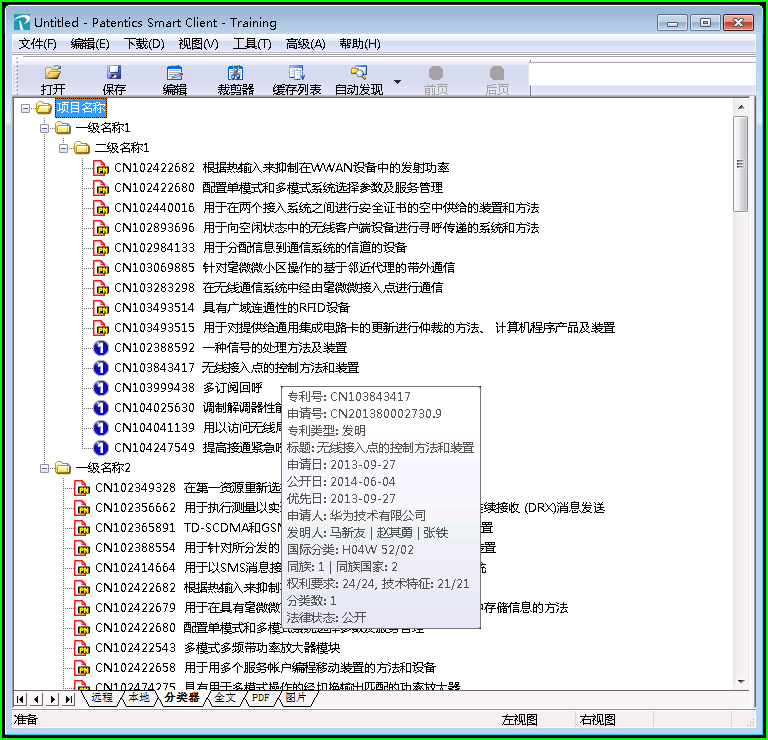 Untitled - Patentics Smart Client - Training
文件(F) 编辑(E) 下载(D) 视图(V) 工具(T) 高级(A) 帮助(H)
打开 保存 编辑 裁剪器 缓存列表 自动发现 前页 后页
项目名称
一级名称1
二级名称1
CN102422682 根据热输入来抑制在WWAN设备中的发射功率
CN102422680 配置单模式和多模式系统选择参数及服务管理
CN102440016 用于在两个接入系统之间进行安全证书的空中供给的装置和方法
CN102893696 用于向空闲状态中的无线客户端设备进行寻呼传递的系统和方法
CN102984133 用于分配信息到通信系统的信道的设备
CN103069885 针对毫微微小区操作的基于邻近代理的带外通信
CN103283298 在无线通信系统中经由毫微微接入点进行通信
CN103493514 具有广域连通性的RFID设备
CN103493515 用于对提供给通用集成电路卡的更新进行仲裁的方法、计算机程序产品及装置
CN102388592 一种信号的处理方法及装置
CN103843417 无线接入点的控制方法和装置
CN103999438 多订阅回呼
CN104025630 调制解调器性能
CN104041139 用以访问无线局
CN104247549 提高接通紧急呼
一级名称2
CN102349328 在第一资源重新选
CN102356662 用于执行测量以实 续接收 (DRX)消息发送
CN102365891 TD-SCDMA和GSM 置
CN102388554 用于针对所分发的 置
CN102414664 用于以SMS消息接 统
CN102422682 根据热输入来抑制
CN102422679 用于在具有毫微微 中存储信息的方法
CN102422680 配置单模式和多模式系统选择参数及服务管理
CN102422543 多模式多频带功率放大器模块
CN102422658 用于用多个服务帐户编程移动装置的方法和设备
CN102474275 具有用于多模式操作的经切换输出匹配的功率放大器
专利号: CN103843417
申请号: CN201380002730.9
专利类型: 发明
标题: 无线接入点的控制方法和装置
申请日: 2013-09-27
公开日: 2014-06-04
优先日: 2013-09-27
申请人: 华为技术有限公司
发明人: 马新友 | 赵其勇 | 张铁
国际分类: H04W 52/02
同族: 1 | 同族国家: 2
权利要求: 24/24, 技术特征: 21/21
分类数: 1
法律状态: 公开
远程 本地 分类器 全文 PDF 图片
准备 左视图 右视图